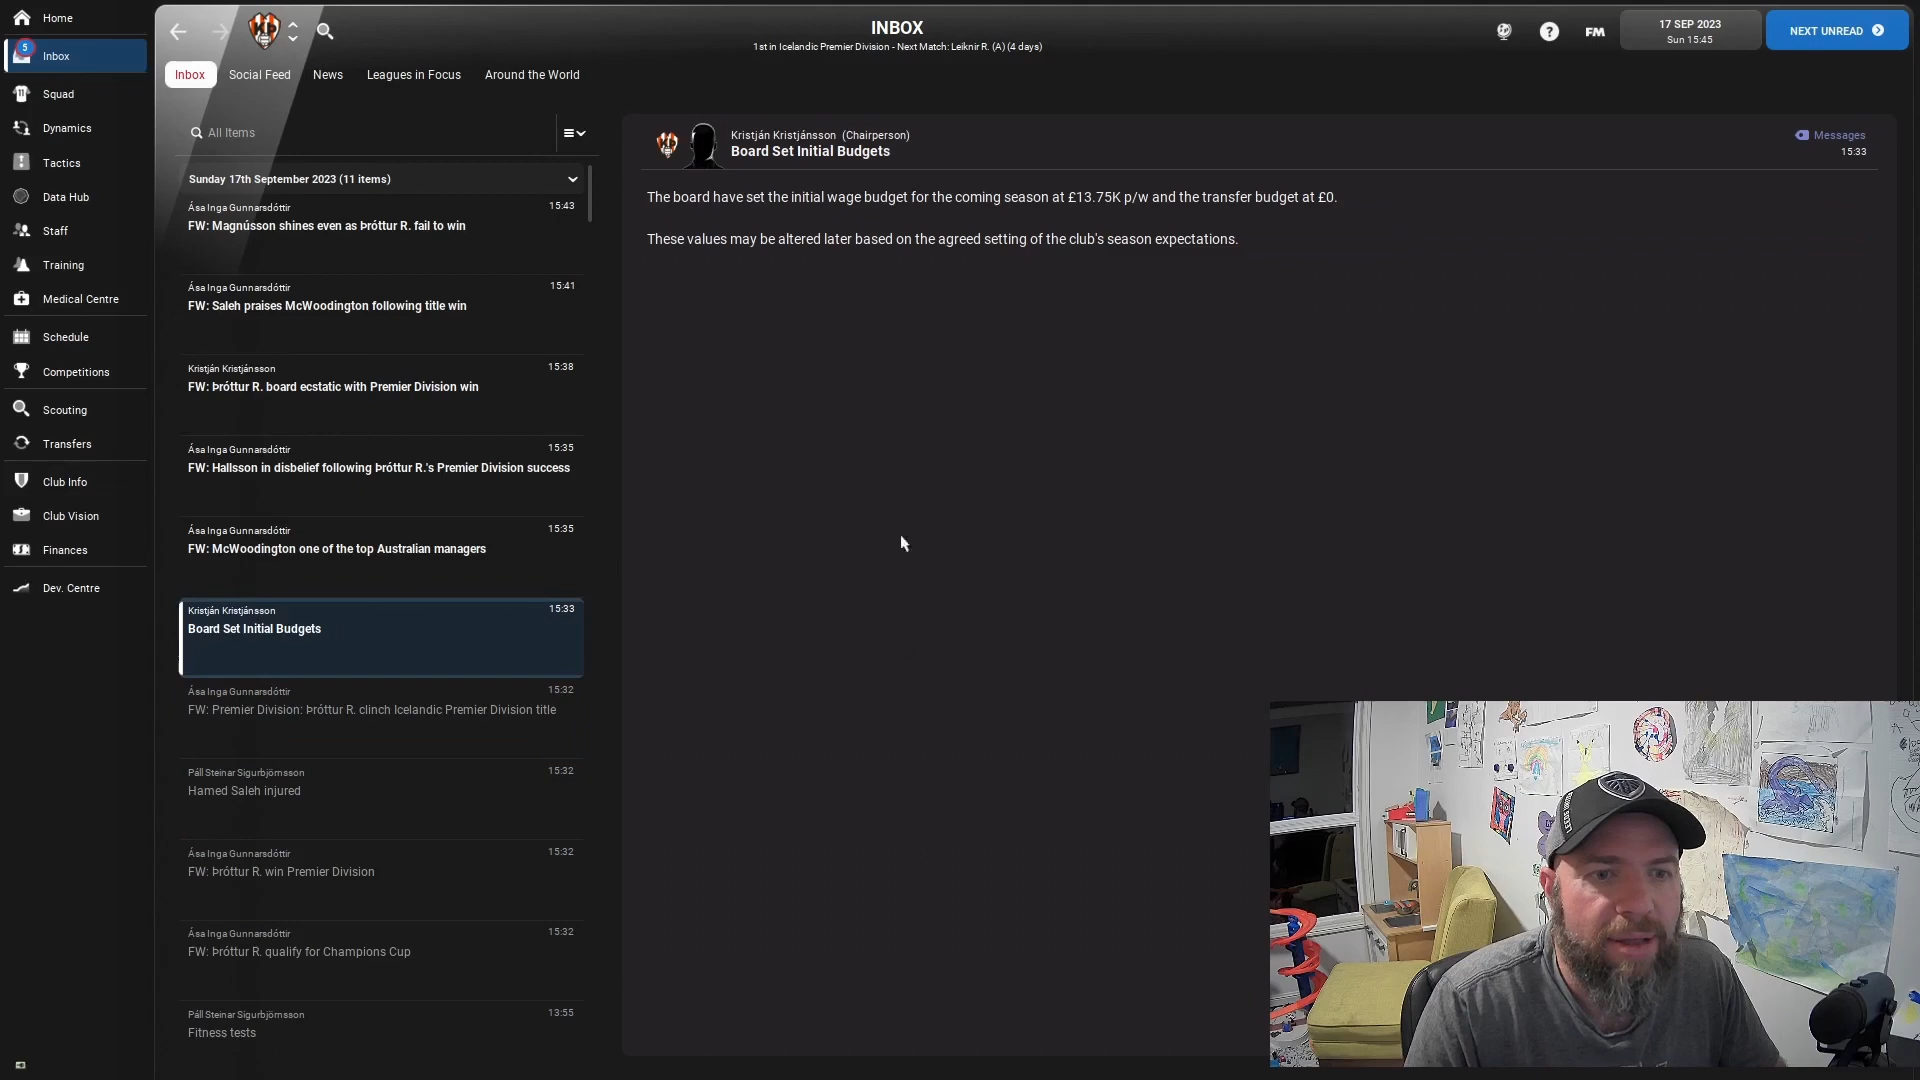 Home
5
Inbox
Squad
Dynamics
Tactics
Data Hub
Staff
Training
Medical Centre
Schedule
Competitions
Scouting
Transfers
Club Info
Club Vision
Finances
Dev. Centre
INBOX
1st in Icelandic Premier Division - Next Match: Leiknir R. (A) (4 days)
FM
17 SEP 2023
Sun 15:45
NEXT UNREAD
Inbox Social Feed News Leagues in Focus Around the World
All Items
Sunday 17th September 2023 (11 items)
Ása Inga Gunnarsdóttir 15:43
FW: Magnússon shines even as Þróttur R. fail to win
Ása Inga Gunnarsdóttir 15:41
FW: Saleh praises McWoodington following title win
Kristján Kristjánsson 15:38
FW: Þróttur R. board ecstatic with Premier Division win
Ása Inga Gunnarsdóttir 15:35
FW: Hallsson in disbelief following Þróttur R.'s Premier Division success
Ása Inga Gunnarsdóttir 15:35
FW: McWoodington one of the top Australian managers
Kristján Kristjánsson 15:33
Board Set Initial Budgets
Ása Inga Gunnarsdóttir 15:32
FW: Premier Division: Þróttur R. clinch Icelandic Premier Division title
Páll Steinar Sigurbjörnsson 15:32
Hamed Saleh injured
Ása Inga Gunnarsdóttir 15:32
FW: Þróttur R. win Premier Division
Ása Inga Gunnarsdóttir 15:32
FW: Þróttur R. qualify for Champions Cup
Páll Steinar Sigurbjörnsson 13:55
Fitness tests
Kristján Kristjánsson (Chairperson)
Board Set Initial Budgets
Messages
15:33
The board have set the initial wage budget for the coming season at £13.75K p/w and the transfer budget at £0.
These values may be altered later based on the agreed setting of the club's season expectations.
LEEDS UNITED